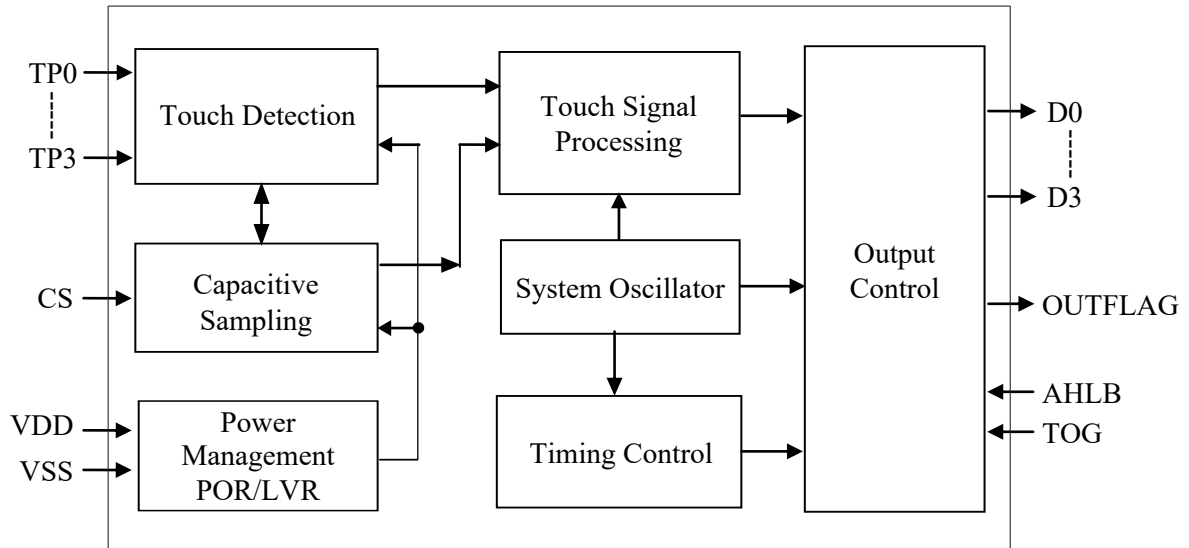 TP0
TP3
CS
VDD
VSS
Touch Detection
Capacitive
Sampling
Power
Management
POR/LVR
Touch Signal
Processing
System Oscillator
Timing Control
Output
Control
D0
D3
OUTFLAG
AHLB
TOG